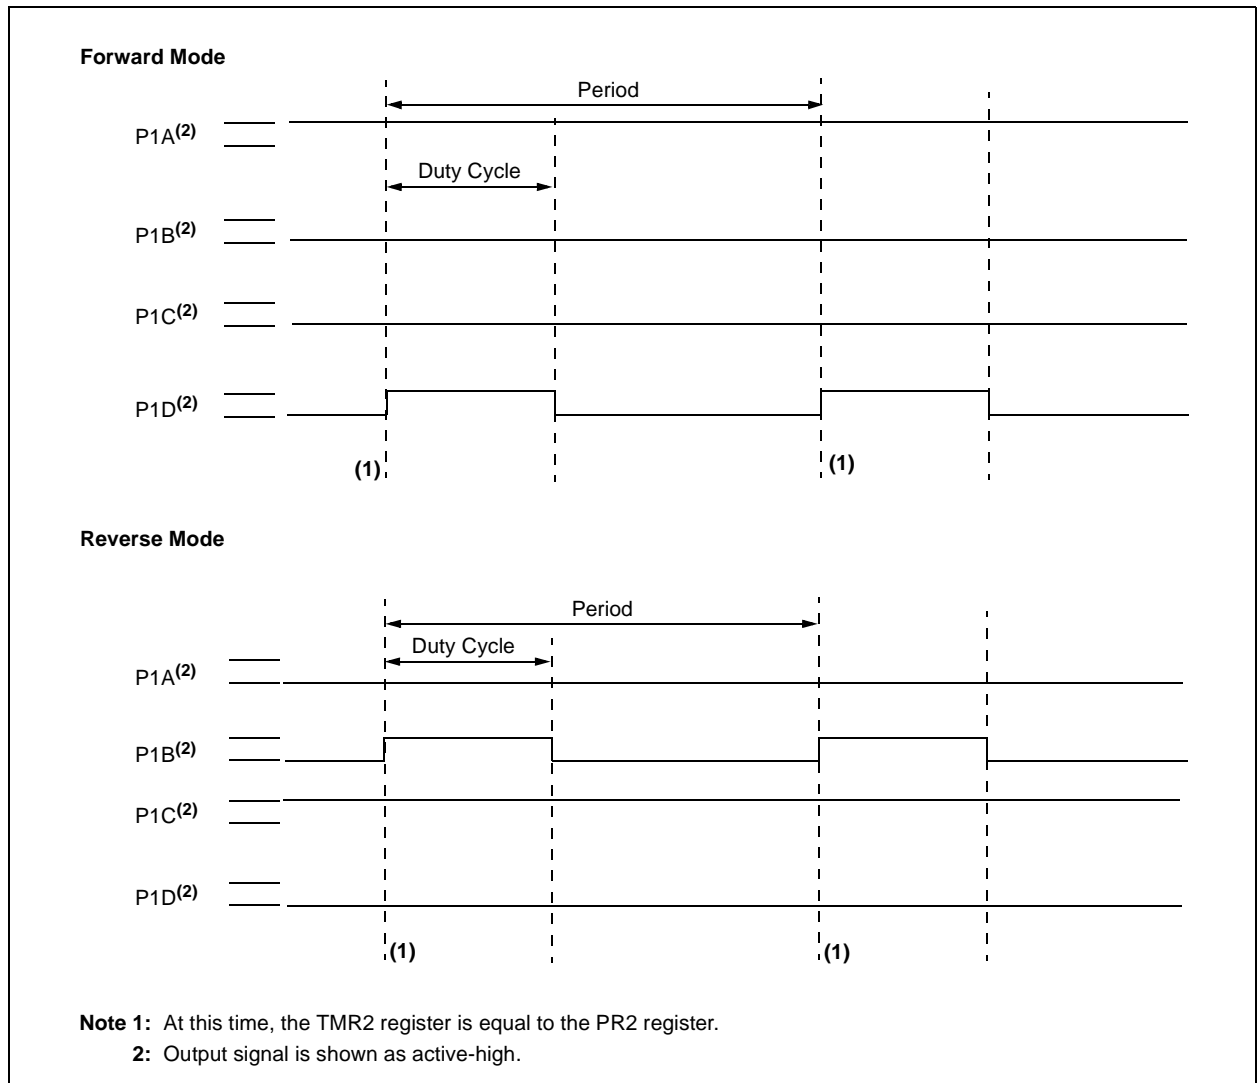 Forward Mode
Period
P1A(2)
Duty Cycle
P1B(2)
P1C(2)
P1D(2)
(1)
(1)
Reverse Mode
Period
Duty Cycle
P1A(2)
P1B(2)
P1C(2)
P1D(2)
(1)
(1)
Note 1: At this time, the TMR2 register is equal to the PR2 register.
2: Output signal is shown as active-high.